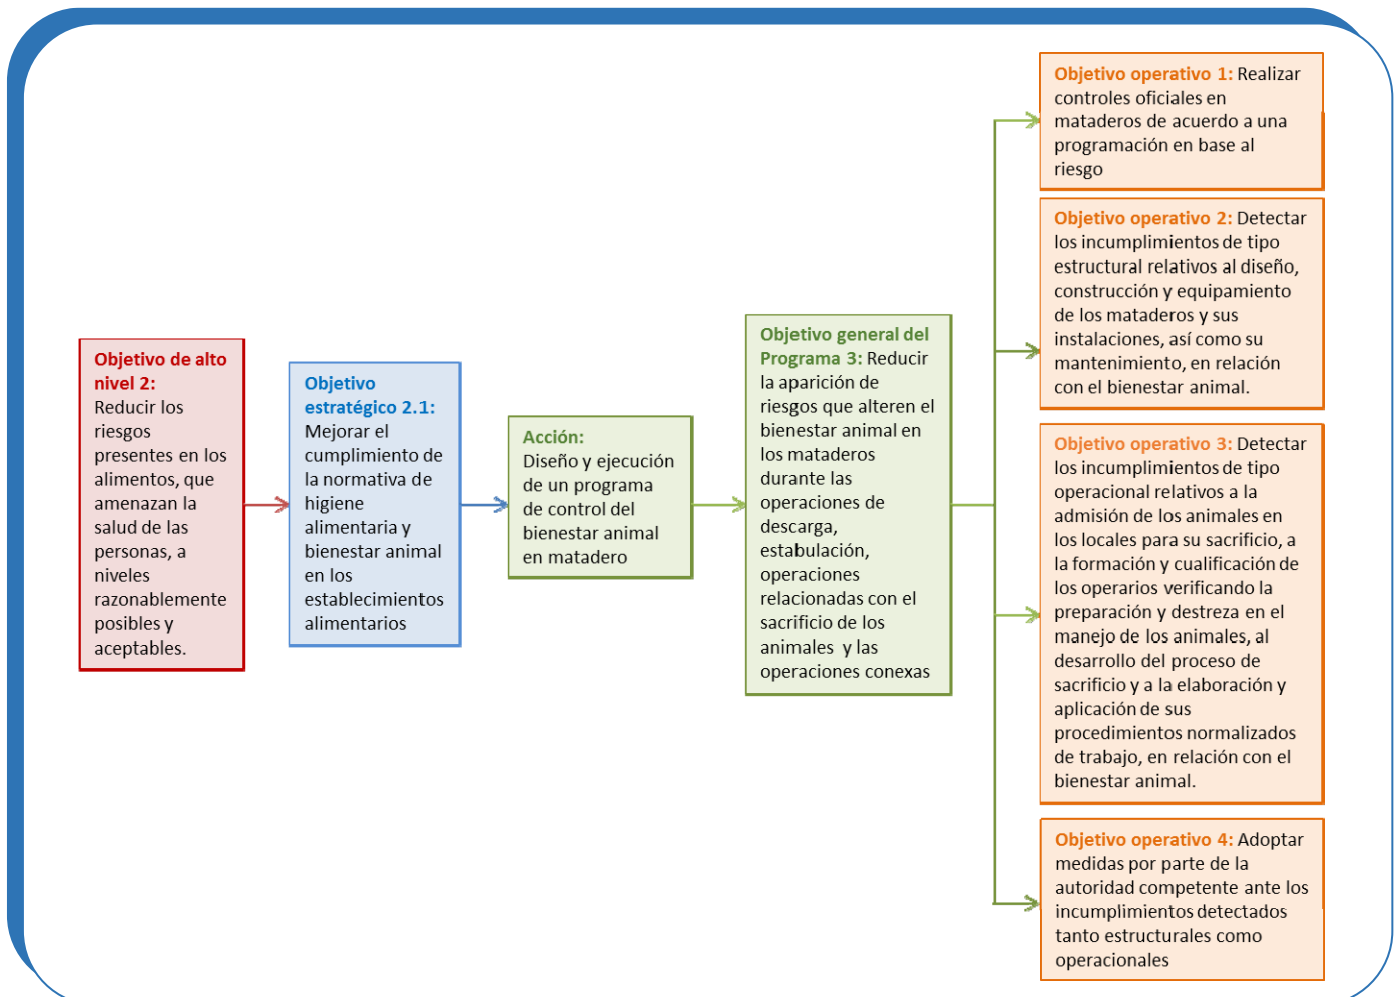 Objetivo de alto
nivel 2:
Reducir los
riesgos
presentes en los
alimentos, que
amenazan la
salud de las
personas, a
niveles
razonablemente
posibles y
aceptables.
Objetivo
estratégico 2.1:
Mejorar el
cumplimiento de
la normativa de
higiene
alimentaria y
bienestar animal
en los
establecimientos
alimentarios
Acción:
Diseño y ejecución
de un programa
de control del
bienestar animal
en matadero
Objetivo general del
Programa 3: Reducir
la aparición de
riesgos que alteren el
bienestar animal en
los mataderos
durante las
operaciones de
descarga,
estabulación,
operaciones
relacionadas con el
sacrificio de los
animales y las
operaciones conexas
Objetivo operativo 1: Realizar
controles oficiales en
mataderos de acuerdo a una
programación en base al
riesgo
Objetivo operativo 2: Detectar
los incumplimientos de tipo
estructural relativos al diseño,
construcción y equipamiento
de los mataderos y sus
instalaciones, así como su
mantenimiento, en relación
con el bienestar animal.
Objetivo operativo 3: Detectar
los incumplimientos de tipo
operacional relativos a la
admisión de los animales en
los locales para su sacrificio, a
la formación y cualificación de
los operarios verificando la
preparación y destreza en el
manejo de los animales, al
desarrollo del proceso de
sacrificio y a la elaboración y
aplicación de sus
procedimientos normalizados
de trabajo, en relación con el
bienestar animal.
Objetivo operativo 4: Adoptar
medidas por parte de la
autoridad competente ante los
incumplimientos detectados
tanto estructurales como
operacionales